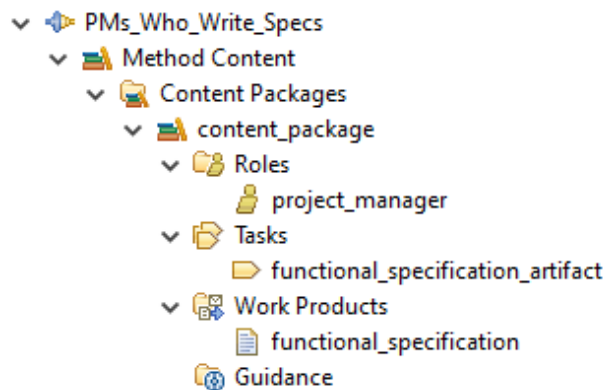 PMs_Who_Write_Specs
Method Content
Content Packages
content_package
Roles
project_manager
Tasks
functional_specification_artifact
Work Products
functional_specification
Guidance